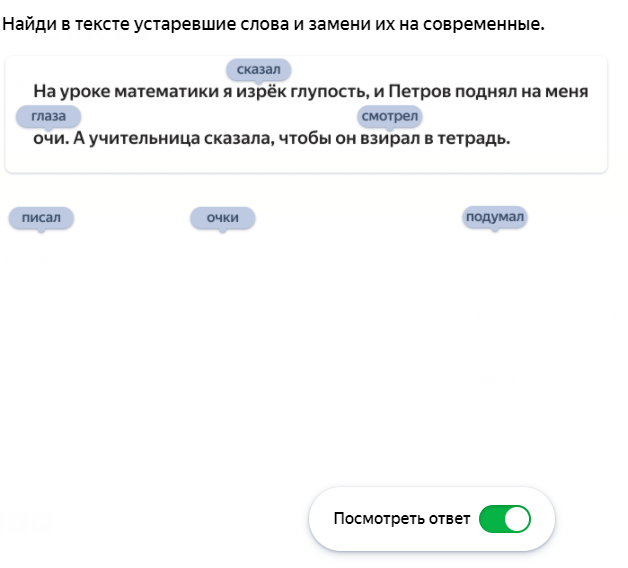 Найди в тексте устаревшие слова и замени их на современные.
сказал
На уроке математики я изрёк глупость, и Петров поднял на меня
глаза смотрел
очи. А учительница сказала, чтобы он взирал в тетрадь.
писал очки подумал
Посмотреть ответ